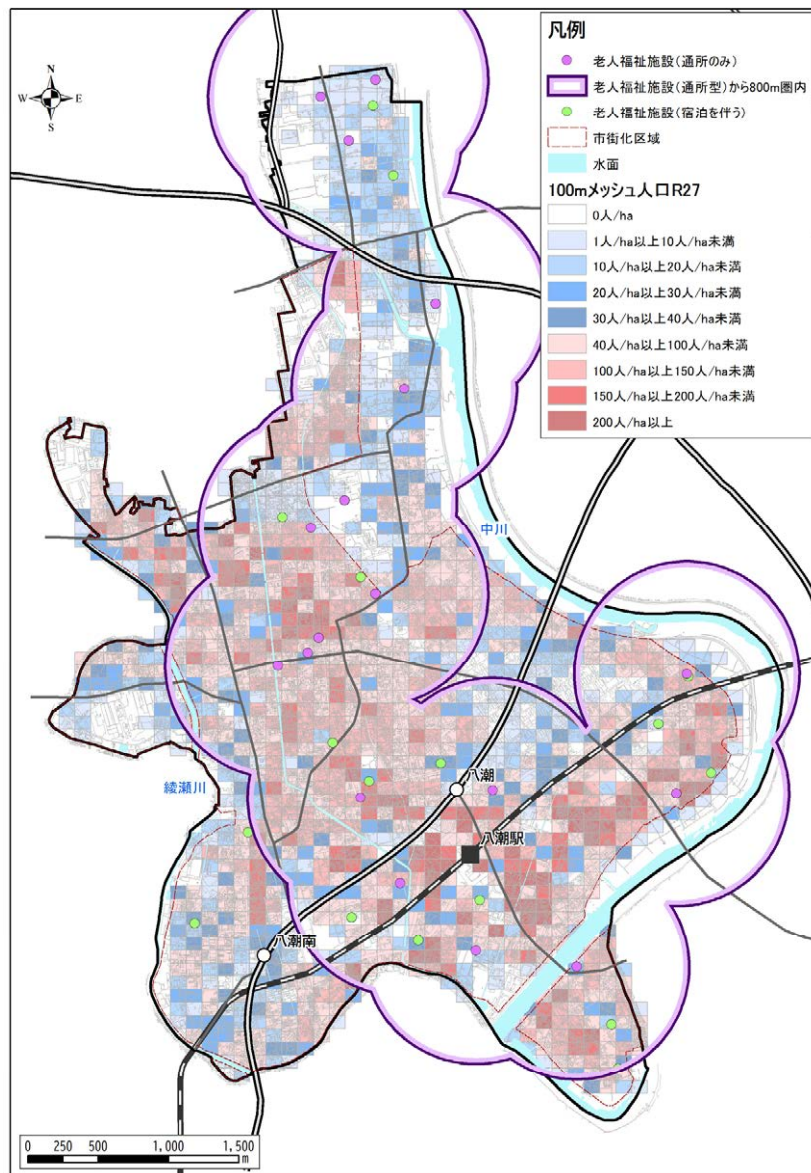 凡例
老人福祉施設(通所のみ)
老人福祉施設(通所型)から800m圏内
老人福祉施設(宿泊を伴う)
市街化区域
水面
100mメッシュ人口R27
0人/ha
1人/ha以上10人/ha未満
10人/ha以上20人/ha未満
20人/ha以上30人/ha未満
30人/ha以上40人/ha未満
40人/ha以上100人/ha未満
100人/ha以上150人/ha未満
150人/ha以上200人/ha未満
200人/ha以上
N
W E
S
中川
綾瀬川
八潮
八潮駅
八潮南
0 250 500 1,000 1,500
m